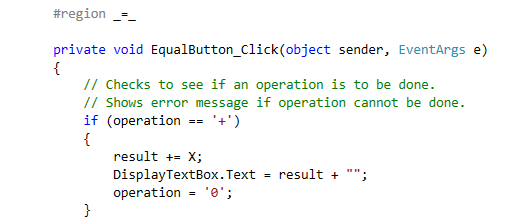 #region _=_
private void EqualButton_Click(object sender, EventArgs e)
{
// Checks to see if an operation is to be done.
// Shows error message if operation cannot be done.
if (operation == '+')
{
result += X;
DisplayTextBox.Text = result + "";
operation = '0';
}